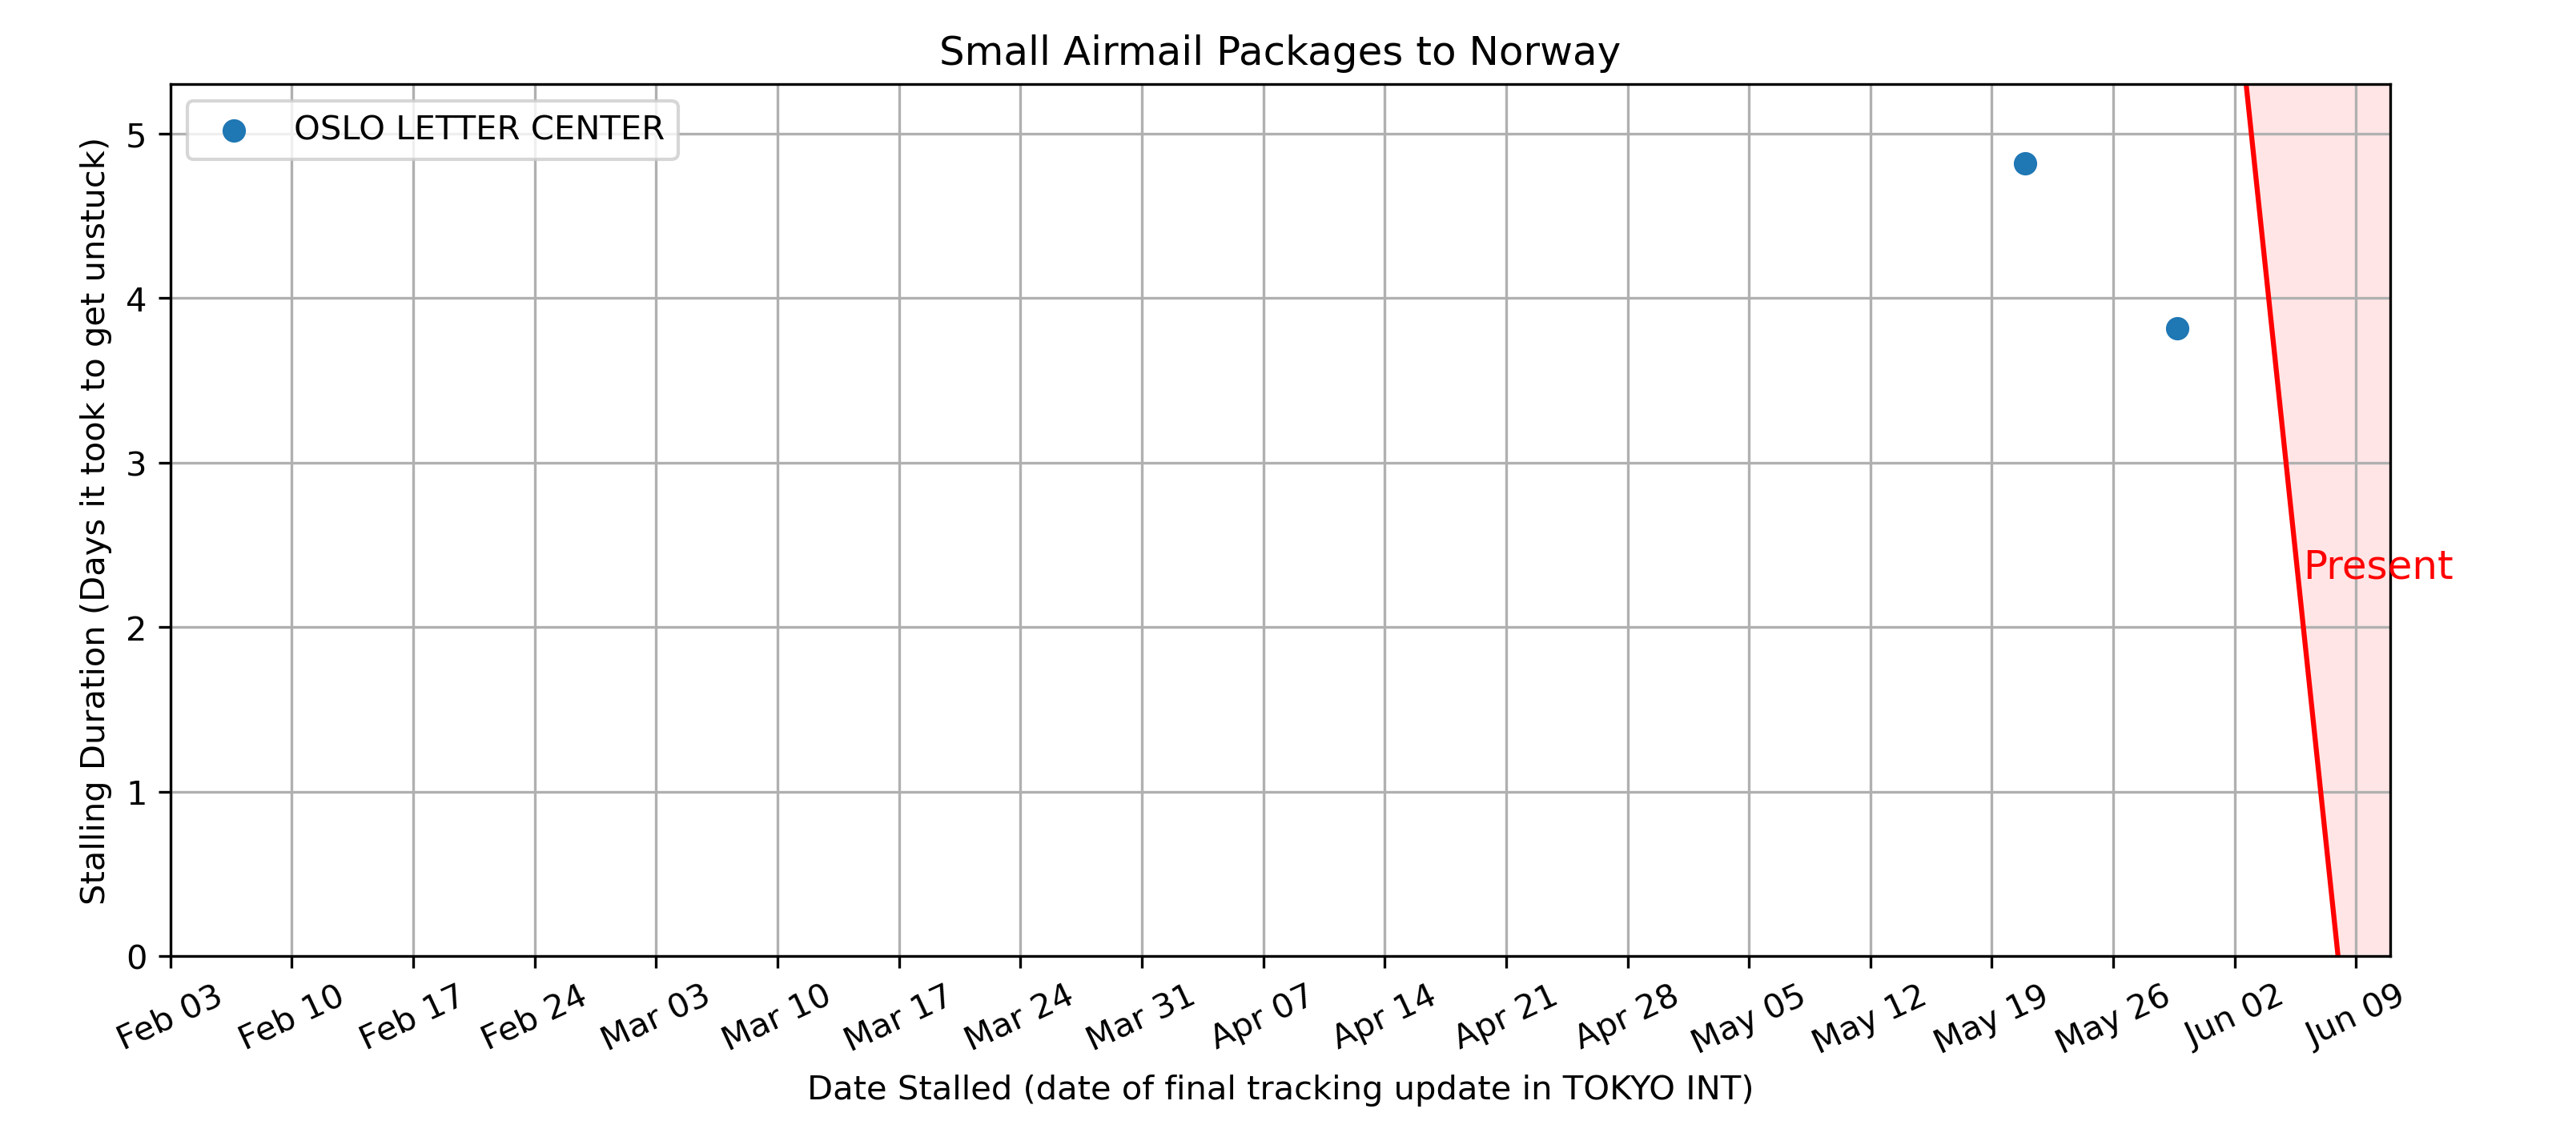 Small Airmail Packages to Norway
OSLO LETTER CENTER
Stalling Duration (Days it took to get unstuck)
5
4
3
2
1
0
Present
Feb 03
Feb 10
Feb 17
Feb 24
Mar 03
Mar 10
Mar 17
Mar 24
Mar 31
Apr 07
Apr 14
Apr 21
Apr 28
May 05
May 12
May 19
May 26
Jun 02
Jun 09
Date Stalled (date of final tracking update in TOKYO INT)